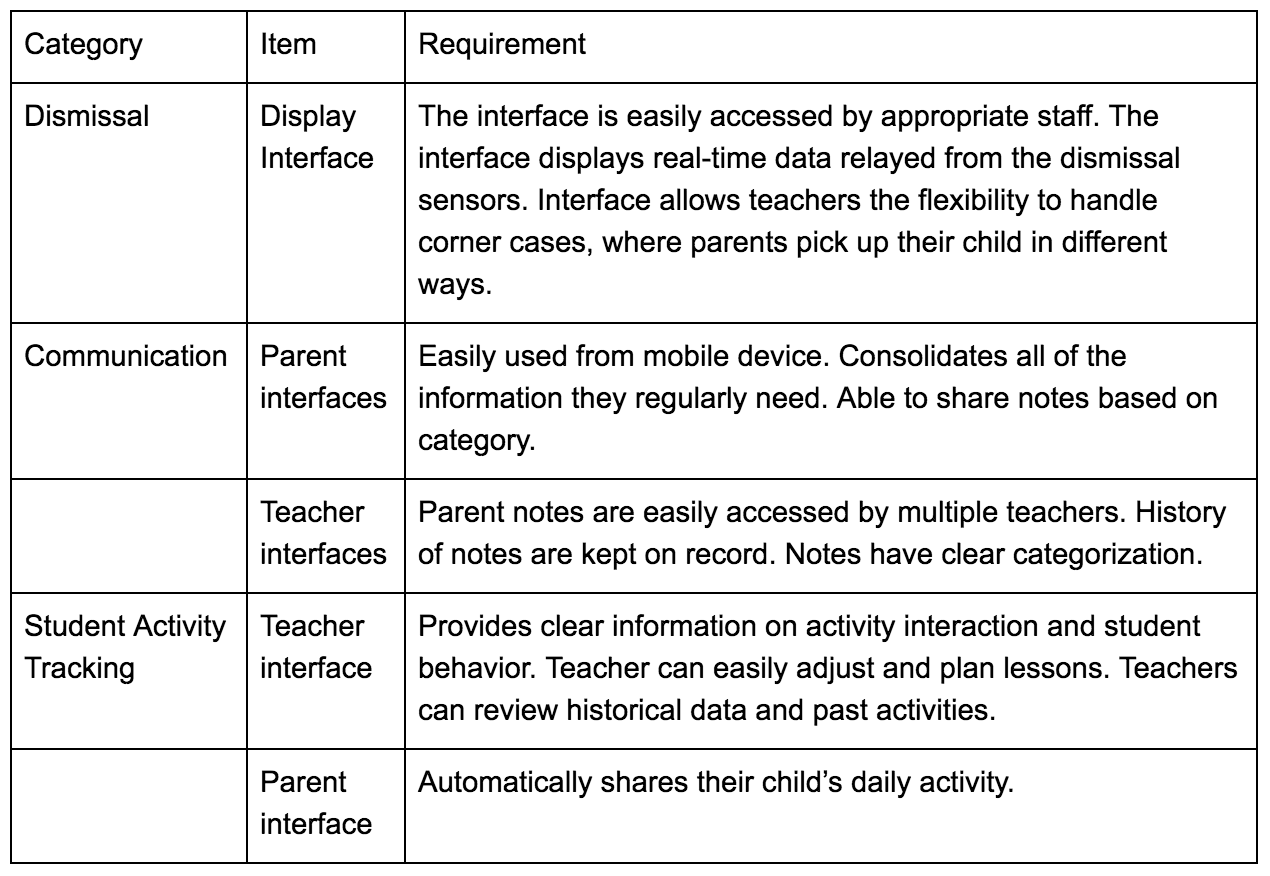 Category Item Requirement
Dismissal Display Interface The interface is easily accessed by appropriate staff. The
interface displays real-time data relayed from the dismissal
sensors. Interface allows teachers the flexibility to handle
corner cases, where parents pick up their child in different
ways.
Communication Parent interfaces Easily used from mobile device. Consolidates all of the
information they regularly need. Able to share notes based on
category.
Teacher interfaces Parent notes are easily accessed by multiple teachers. History
of notes are kept on record. Notes have clear categorization.
Student Activity Tracking Teacher interface Provides clear information on activity interaction and student
behavior. Teacher can easily adjust and plan lessons. Teachers
can review historical data and past activities.
Parent interface Automatically shares their child’s daily activity.